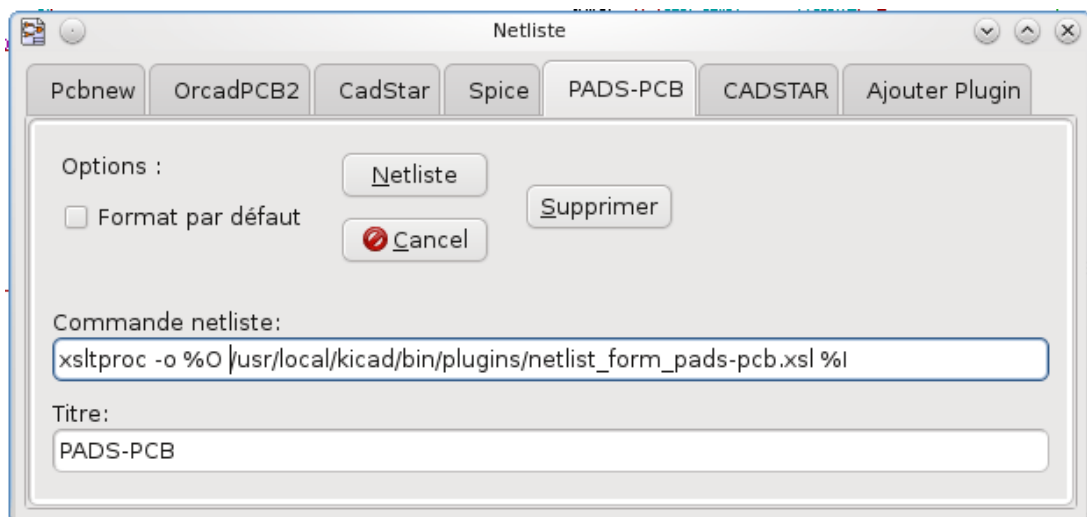 Netliste
Pcbnew OrcadPCB2 CadStar Spice PADS-PCB CADSTAR Ajouter Plugin
Options :
Netliste
Supprimer
Format par défaut
Cancel
Commande netliste:
xsltproc -o %O /usr/local/kicad/bin/plugins/netlist_form_pads-pcb.xsl %I
Titre:
PADS-PCB